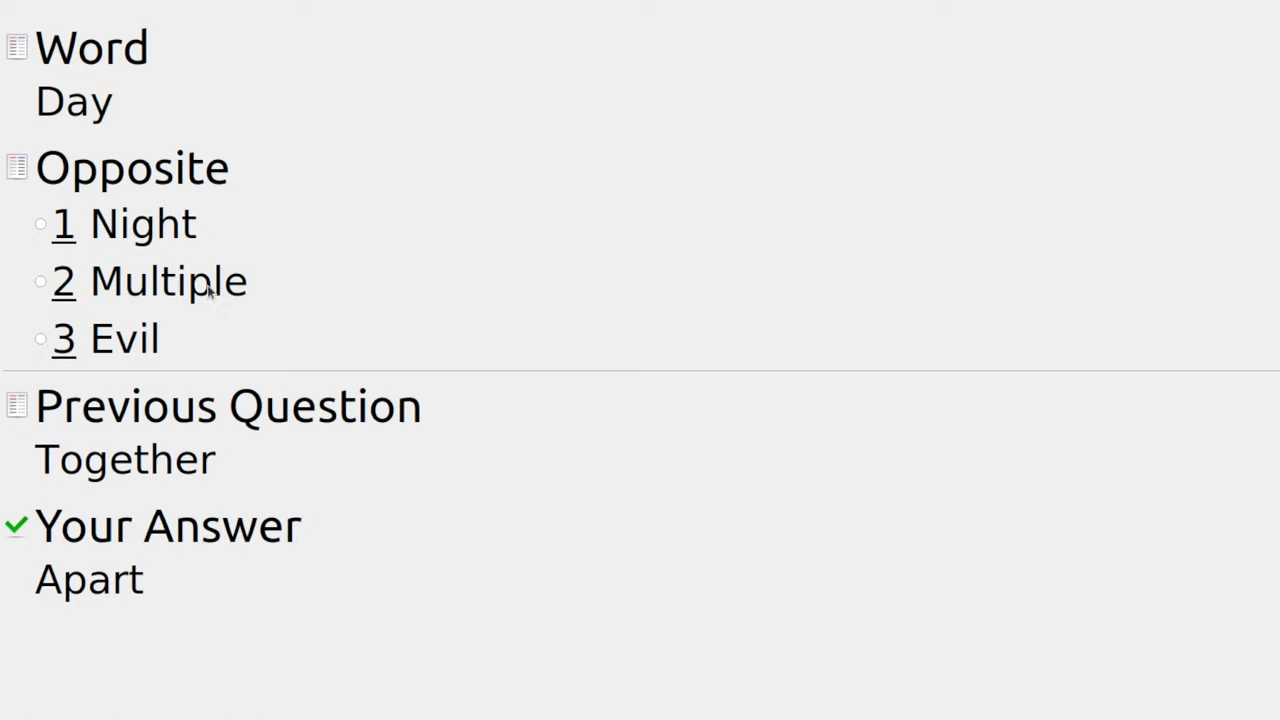 Word
Day
Opposite
1 Night
2 Multiple
3 Evil
Previous Question
Together
Your Answer
Apart